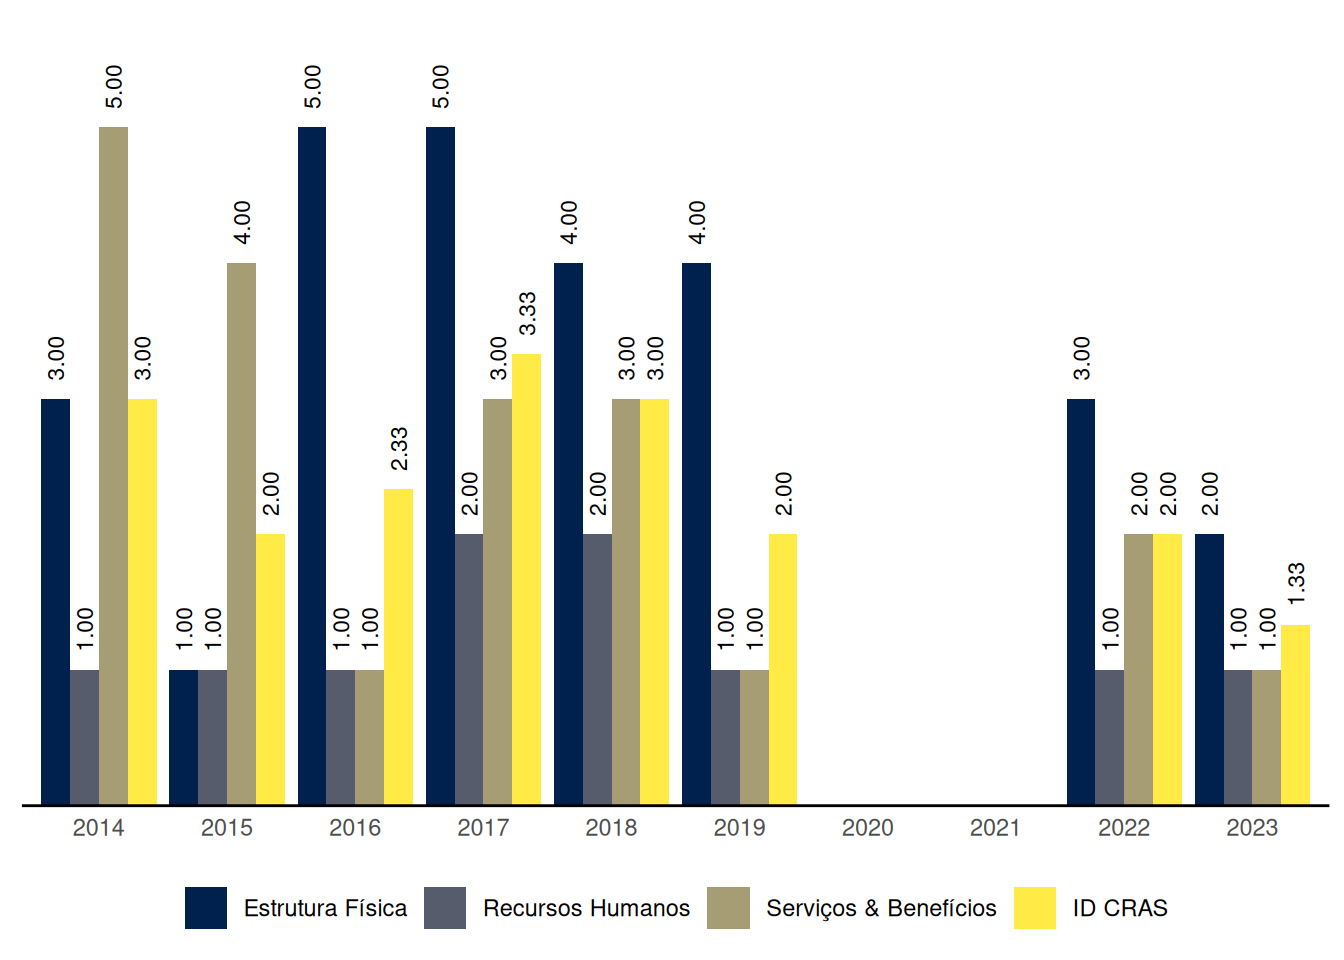 5.00 5.00 5.00
4.00 4.00 4.00
3.33
3.00 3.00 3.00 3.00 3.00 3.00
2.33
2.00 2.00 2.00 2.00 2.00 2.00 2.00
1.33
1.00 1.00 1.00 1.00 1.00 1.00 1.00 1.00 1.00 1.00
2014 2015 2016 2017 2018 2019 2020 2021 2022 2023
Estrutura Física Recursos Humanos Serviços & Benefícios ID CRAS